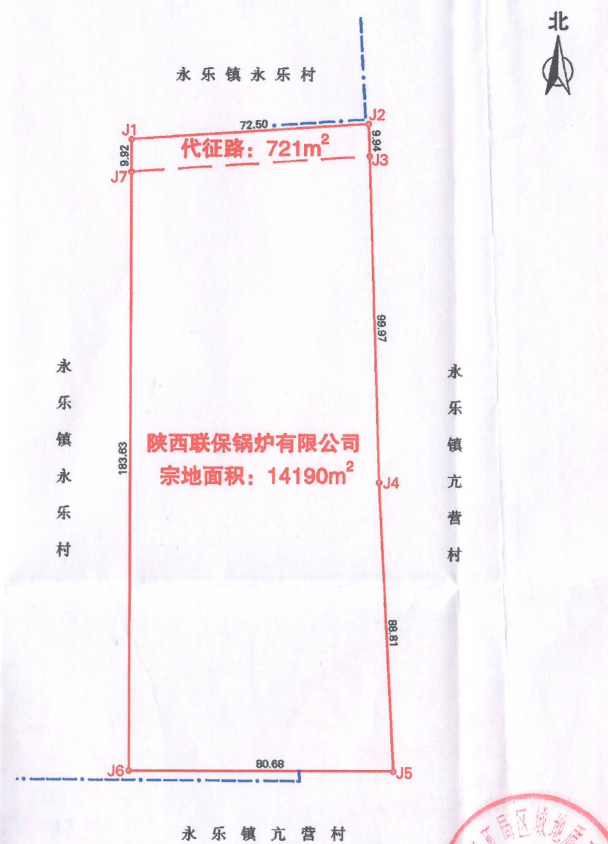 北
永乐镇永乐村
J1
72.50
J2
9.92
代征路：721m²
9.94
J7
J3
99.97
永乐镇永乐村
永乐镇亢营村
183.63
陕西联保锅炉有限公司
宗地面积：14190m²
J4
88.81
J6
80.68
J5
永乐镇亢营村